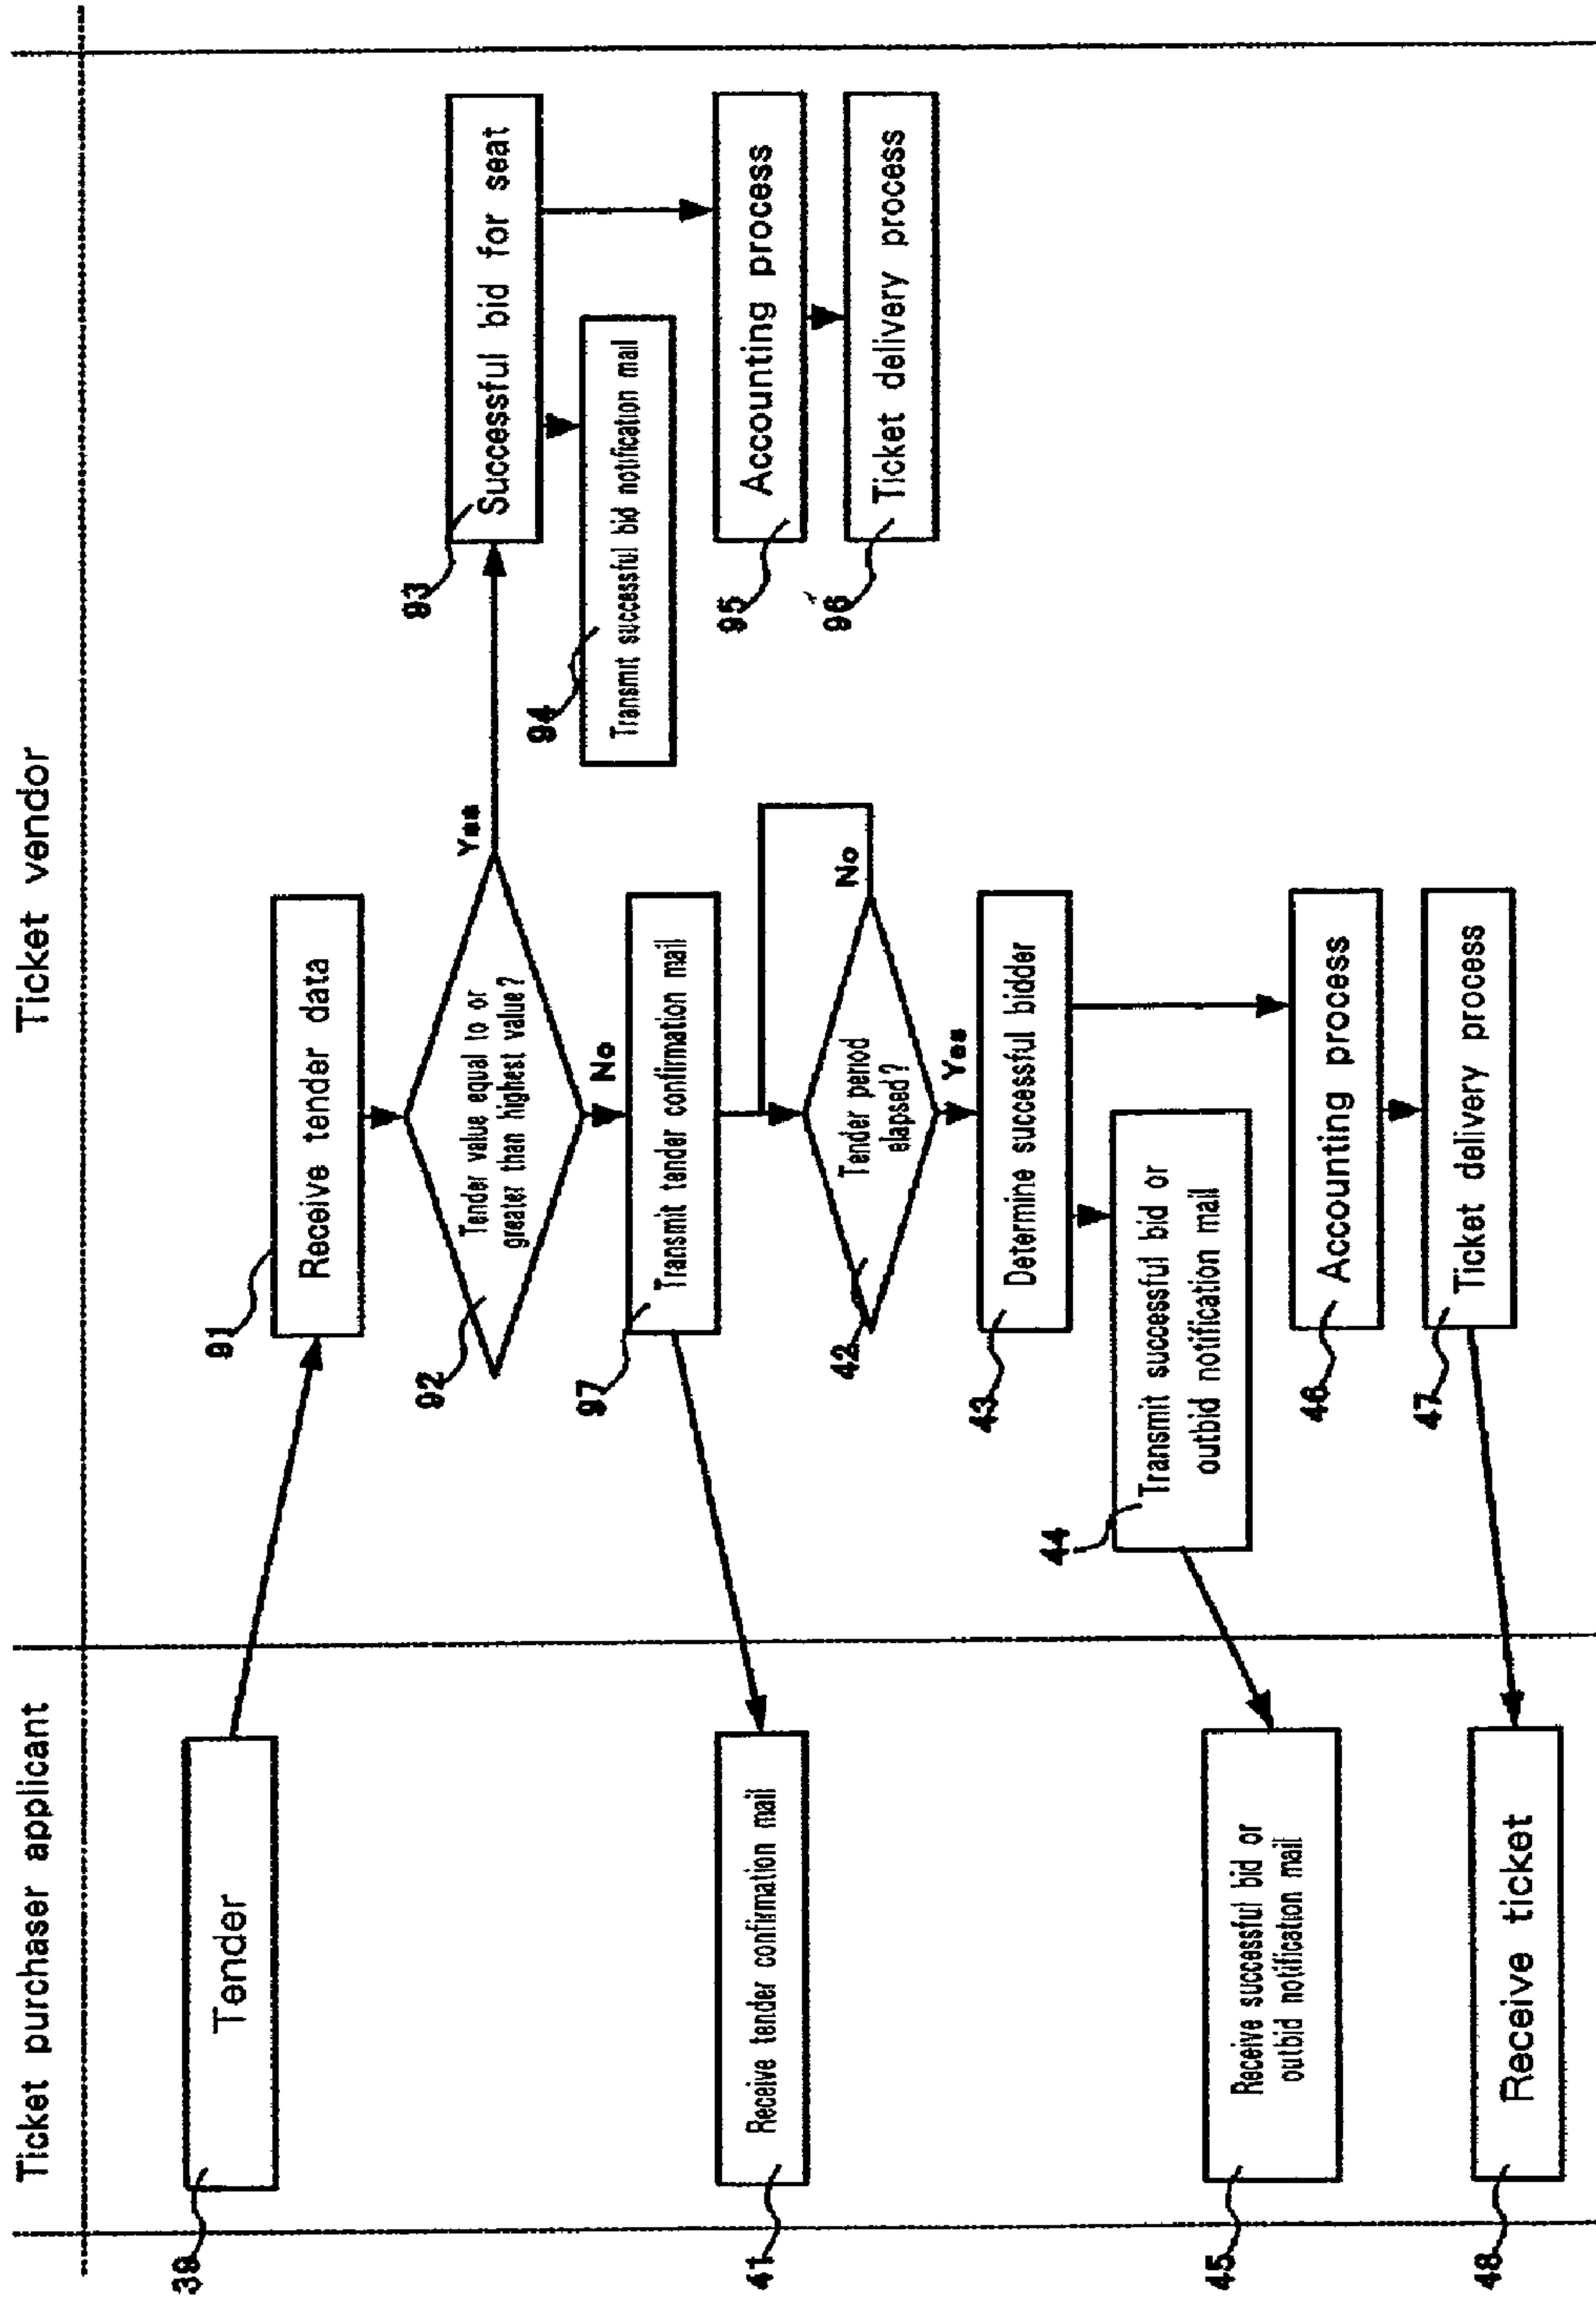 Ticket purchaser applicant
Ticket vendor
39
Tender
91
Receive tender data
92
Tender value equal to or
greater than highest value?
Yes
No
93
Successful bid for seat
94
Transmit successful bid notification mail
95
Accounting process
96
Ticket delivery process
97
Transmit tender confirmation mail
41
Receive tender confirmation mail
42
Tender period
elapsed?
No
Yes
43
Determine successful bidder
44
Transmit successful bid or
outbid notification mail
45
Receive successful bid or
outbid notification mail
46
Accounting process
47
Ticket delivery process
48
Receive ticket